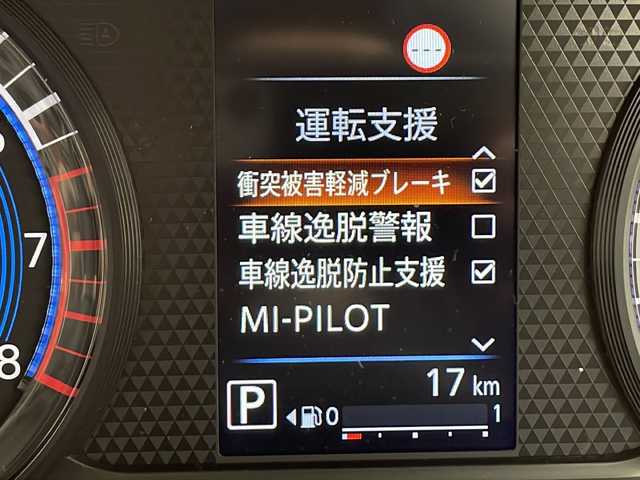 ---
運転支援
衝突被害軽減ブレーキ
車線逸脱警報
車線逸脱防止支援
MI-PILOT
17 km
P
0 1
7
8